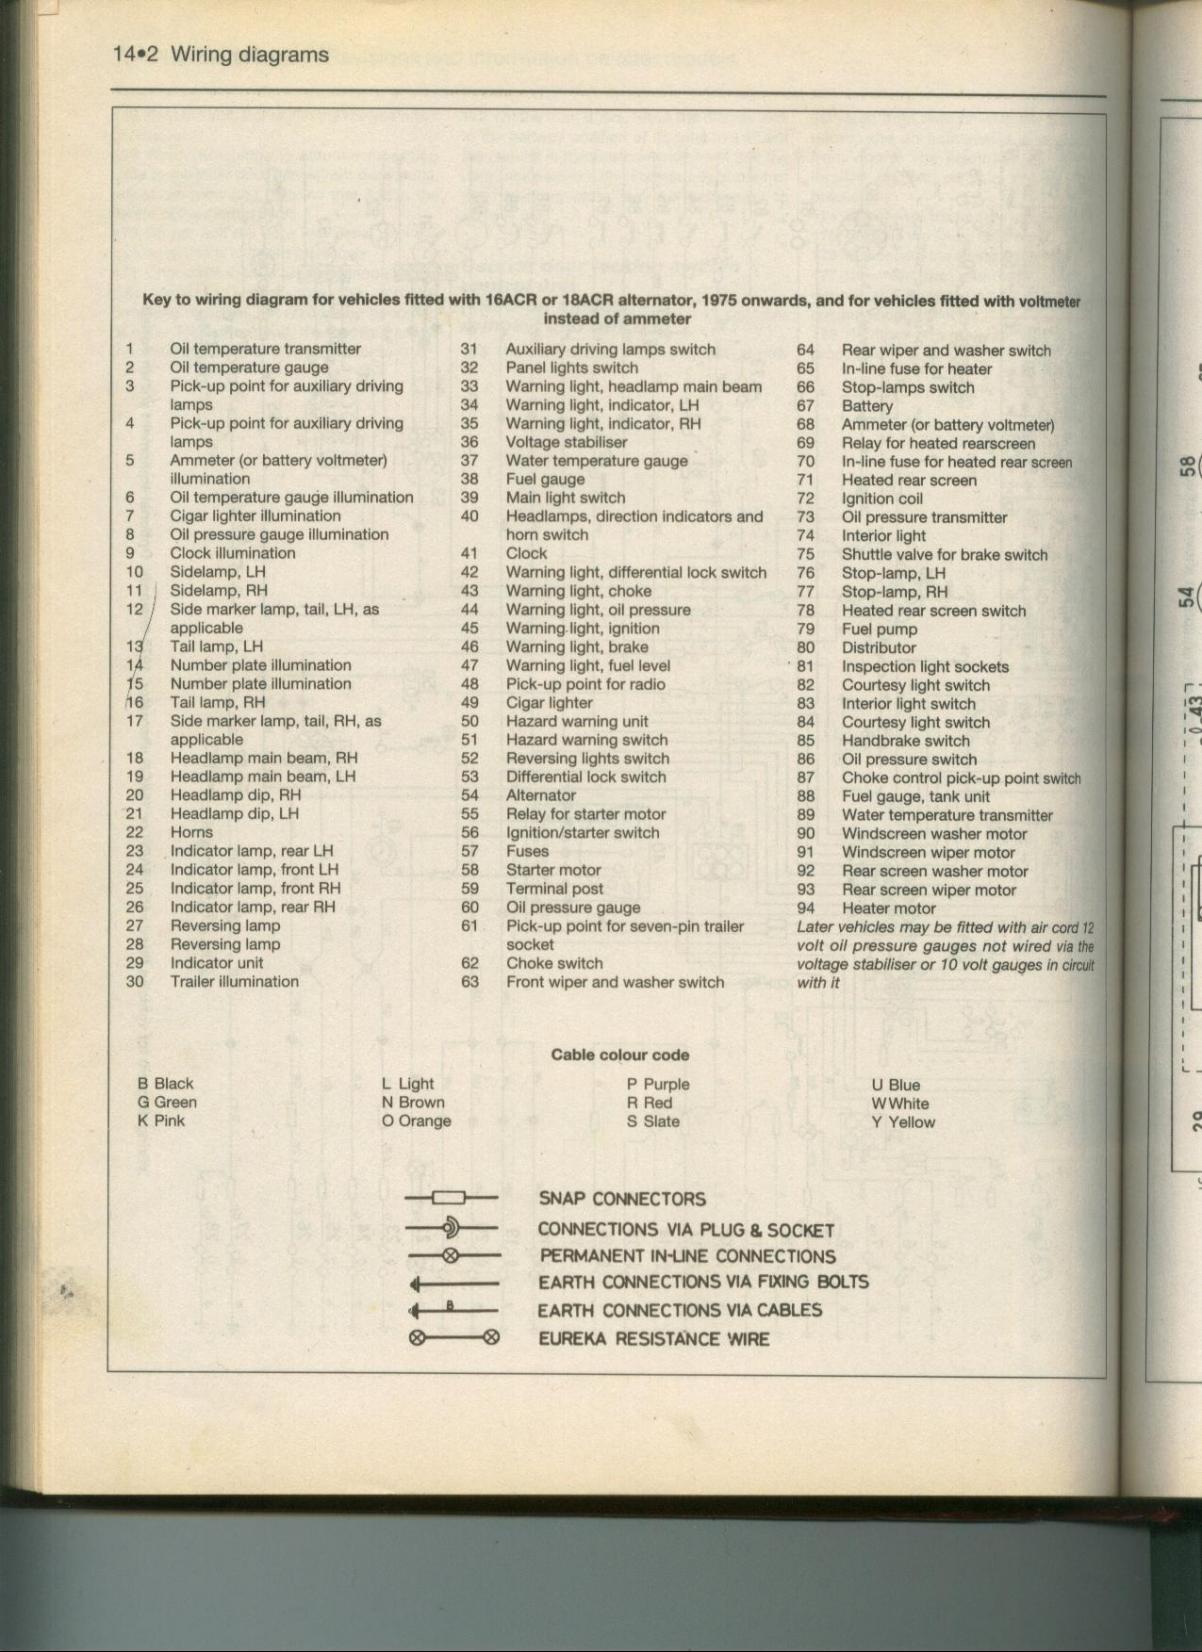 14•2 Wiring diagrams
Key to wiring diagram for vehicles fitted with 16ACR or 18ACR alternator, 1975 onwards, and for vehicles fitted with voltmeter
instead of ammeter
1 Oil temperature transmitter
2 Oil temperature gauge
3 Pick-up point for auxiliary driving
lamps
4 Pick-up point for auxiliary driving
lamps
5 Ammeter (or battery voltmeter)
illumination
6 Oil temperature gauge illumination
7 Cigar lighter illumination
8 Oil pressure gauge illumination
9 Clock illumination
10 Sidelamp, LH
11 Sidelamp, RH
12 Side marker lamp, tail, LH, as
applicable
13 Tail lamp, LH
14 Number plate illumination
15 Number plate illumination
16 Tail lamp, RH
17 Side marker lamp, tail, RH, as
applicable
18 Headlamp main beam, RH
19 Headlamp main beam, LH
20 Headlamp dip, RH
21 Headlamp dip, LH
22 Horns
23 Indicator lamp, rear LH
24 Indicator lamp, front LH
25 Indicator lamp, front RH
26 Indicator lamp, rear RH
27 Reversing lamp
28 Reversing lamp
29 Indicator unit
30 Trailer illumination
31 Auxiliary driving lamps switch
32 Panel lights switch
33 Warning light, headlamp main beam
34 Warning light, indicator, LH
35 Warning light, indicator, RH
36 Voltage stabiliser
37 Water temperature gauge
38 Fuel gauge
39 Main light switch
40 Headlamps, direction indicators and
horn switch
41 Clock
42 Warning light, differential lock switch
43 Warning light, choke
44 Warning light, oil pressure
45 Warning light, ignition
46 Warning light, brake
47 Warning light, fuel level
48 Pick-up point for radio
49 Cigar lighter
50 Hazard warning unit
51 Hazard warning switch
52 Reversing lights switch
53 Differential lock switch
54 Alternator
55 Relay for starter motor
56 Ignition/starter switch
57 Fuses
58 Starter motor
59 Terminal post
60 Oil pressure gauge
61 Pick-up point for seven-pin trailer
socket
62 Choke switch
63 Front wiper and washer switch
64 Rear wiper and washer switch
65 In-line fuse for heater
66 Stop-lamps switch
67 Battery
68 Ammeter (or battery voltmeter)
69 Relay for heated rearscreen
70 In-line fuse for heated rear screen
71 Heated rear screen
72 Ignition coil
73 Oil pressure transmitter
74 Interior light
75 Shuttle valve for brake switch
76 Stop-lamp, LH
77 Stop-lamp, RH
78 Heated rear screen switch
79 Fuel pump
80 Distributor
81 Inspection light sockets
82 Courtesy light switch
83 Interior light switch
84 Courtesy light switch
85 Handbrake switch
86 Oil pressure switch
87 Choke control pick-up point switch
88 Fuel gauge, tank unit
89 Water temperature transmitter
90 Windscreen washer motor
91 Windscreen wiper motor
92 Rear screen washer motor
93 Rear screen wiper motor
94 Heater motor
Later vehicles may be fitted with air cord 12
volt oil pressure gauges not wired via the
voltage stabiliser or 10 volt gauges in circuit
with it
Cable colour code
B Black
G Green
K Pink
L Light
N Brown
O Orange
P Purple
R Red
S Slate
U Blue
W White
Y Yellow
SNAP CONNECTORS
CONNECTIONS VIA PLUG & SOCKET
PERMANENT IN-LINE CONNECTIONS
EARTH CONNECTIONS VIA FIXING BOLTS
B EARTH CONNECTIONS VIA CABLES
EUREKA RESISTANCE WIRE
58
54
43
29